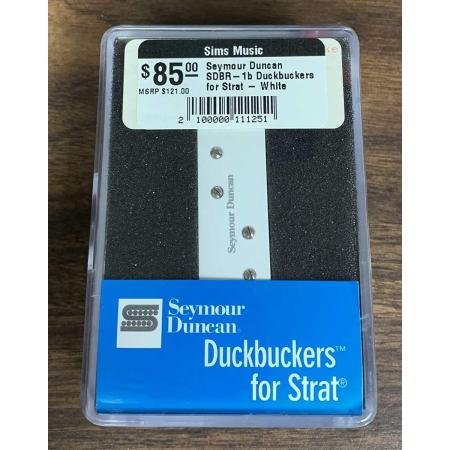 Sims Music
$85.00
MSRP $121.00
Seymour Duncan
SDBR-1b Duckbuckers
for Strat - White
2 100000 111251
Seymour Duncan
Seymour
Duncan®
Duckbuckers™
for Strat®